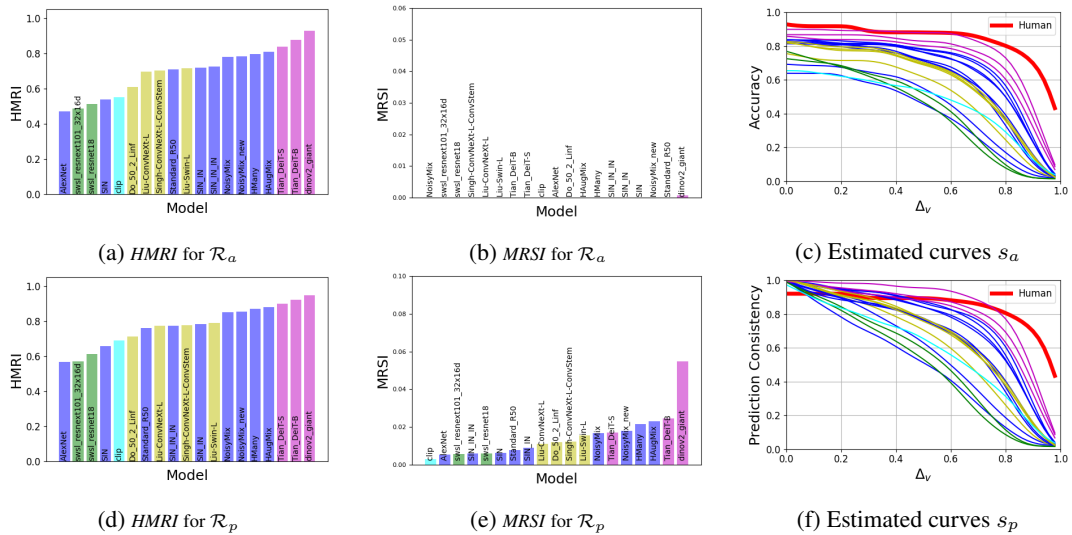 1.0
0.8
0.6
0.4
0.2
0.0
HMRI
AlexNet
swsl_resnext101_32x16d
swsl_resnet18
SIN
clip
Do_50_2_Linf
Liu-ConvNeXt-L
Singh-ConvNeXt-L-ConvStem
Standard_R50
Liu-Swin-L
SIN_IN
SIN_IN_IN
NoisyMix
NoisyMix_new
HMany
HAugMix
Tian_DeiT-S
Tian_DeiT-B
dinov2_giant
Model
(a) HMRI for 𝓡ₐ
0.06
0.05
0.04
0.03
0.02
0.01
0.00
MRSI
NoisyMix
swsl_resnext101_32x16d
swsl_resnet18
Singh-ConvNeXt-L-ConvStem
Liu-ConvNeXt-L
Liu-Swin-L
Tian_DeiT-B
Tian_DeiT-S
clip
AlexNet
Do_50_2_Linf
HAugMix
HMany
SIN_IN_IN
SIN_IN
SIN
NoisyMix_new
Standard_R50
dinov2_giant
Model
(b) MRSI for 𝓡ₐ
1.0
0.8
0.6
0.4
0.2
0.0
Accuracy
Human
0.0 0.2 0.4 0.6 0.8 1.0
Δᵥ
(c) Estimated curves sₐ
1.0
0.8
0.6
0.4
0.2
0.0
HMRI
AlexNet
swsl_resnext101_32x16d
swsl_resnet18
SIN
clip
Do_50_2_Linf
Standard_R50
Liu-ConvNeXt-L
SIN_IN_IN
Singh-ConvNeXt-L-ConvStem
SIN_IN
Liu-Swin-L
NoisyMix
NoisyMix_new
HMany
HAugMix
Tian_DeiT-S
Tian_DeiT-B
dinov2_giant
Model
(d) HMRI for 𝓡ₚ
0.10
0.08
0.06
0.04
0.02
0.00
MRSI
clip
AlexNet
swsl_resnext101_32x16d
SIN_IN_IN
swsl_resnet18
SIN
Standard_R50
SIN_IN
Liu-ConvNeXt-L
Do_50_2_Linf
Singh-ConvNeXt-L-ConvStem
Liu-Swin-L
NoisyMix
Tian_DeiT-S
NoisyMix_new
HMany
HAugMix
Tian_DeiT-B
dinov2_giant
Model
(e) MRSI for 𝓡ₚ
1.0
0.8
0.6
0.4
0.2
0.0
Prediction Consistency
Human
0.0 0.2 0.4 0.6 0.8 1.0
Δᵥ
(f) Estimated curves sₚ